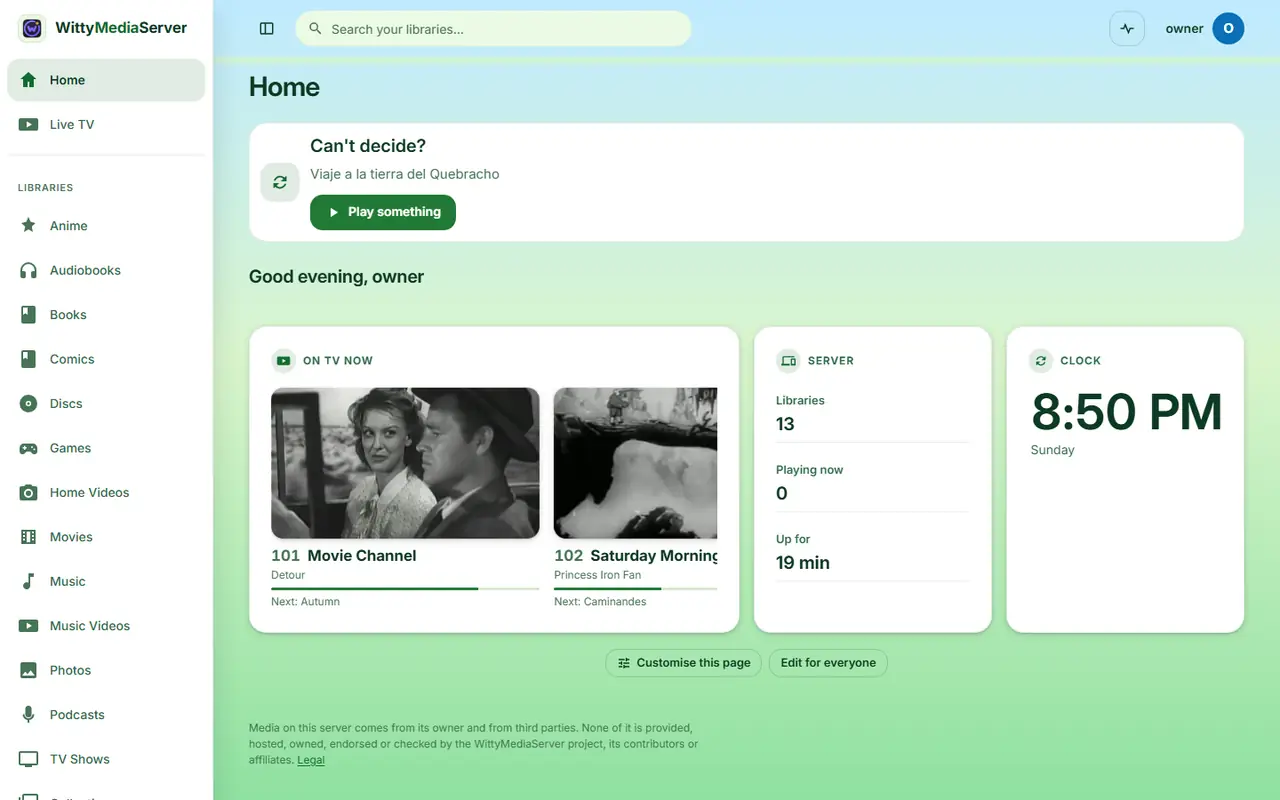 WittyMediaServer
Search your libraries...
owner
O
Home
Live TV
LIBRARIES
Anime
Audiobooks
Books
Comics
Discs
Games
Home Videos
Movies
Music
Music Videos
Photos
Podcasts
TV Shows
Home
Can't decide?
Viaje a la tierra del Quebracho
Play something
Good evening, owner
ON TV NOW
101 Movie Channel
Detour
Next: Autumn
102 Saturday Morning
Princess Iron Fan
Next: Caminandes
SERVER
Libraries
13
Playing now
0
Up for
19 min
CLOCK
8:50 PM
Sunday
Customise this page
Edit for everyone
Media on this server comes from its owner and from third parties. None of it is provided,
hosted, owned, endorsed or checked by the WittyMediaServer project, its contributors or
affiliates. Legal